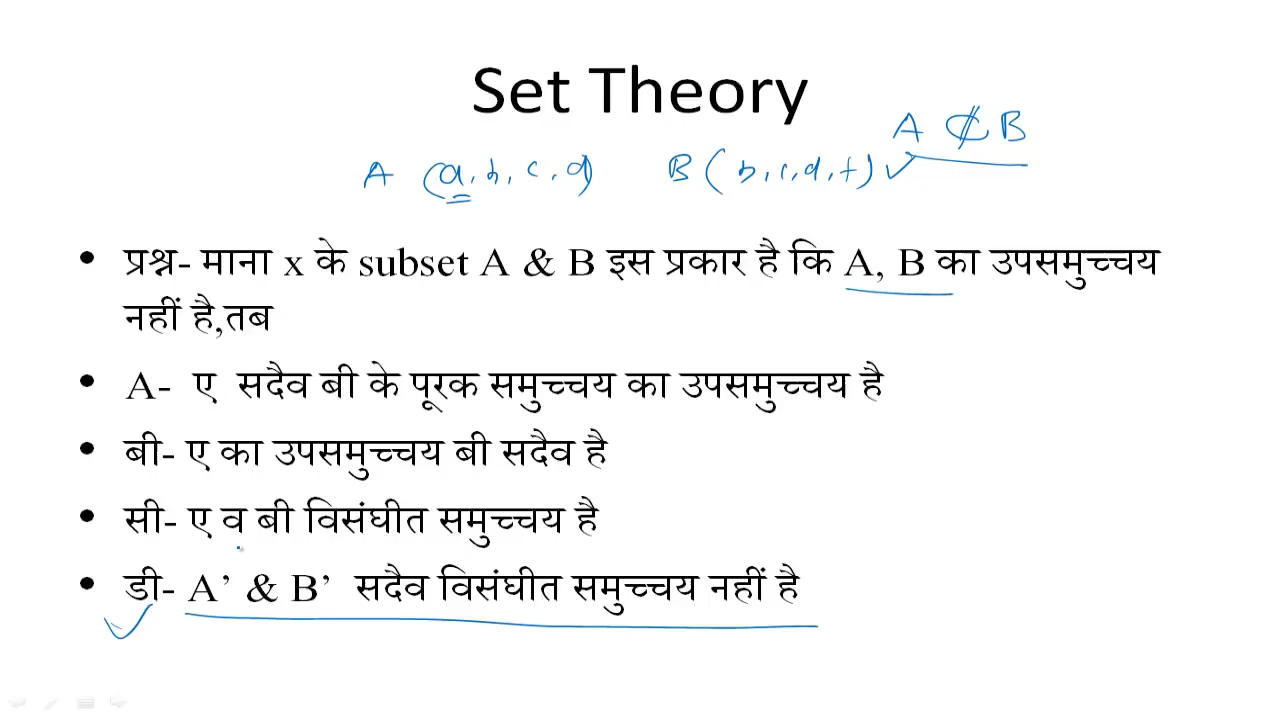 Set Theory
A ⊄ B
A (a, b, c, d) B (b, c, d, f)
• प्रश्न- माना x के subset A & B इस प्रकार है कि A, B का उपसमुच्चय
नहीं है,तब
• A- ए सदैव बी के पूरक समुच्चय का उपसमुच्चय है
• बी- ए का उपसमुच्चय बी सदैव है
• सी- ए व बी विसंघीत समुच्चय है
• डी- A’ & B’ सदैव विसंघीत समुच्चय नहीं है